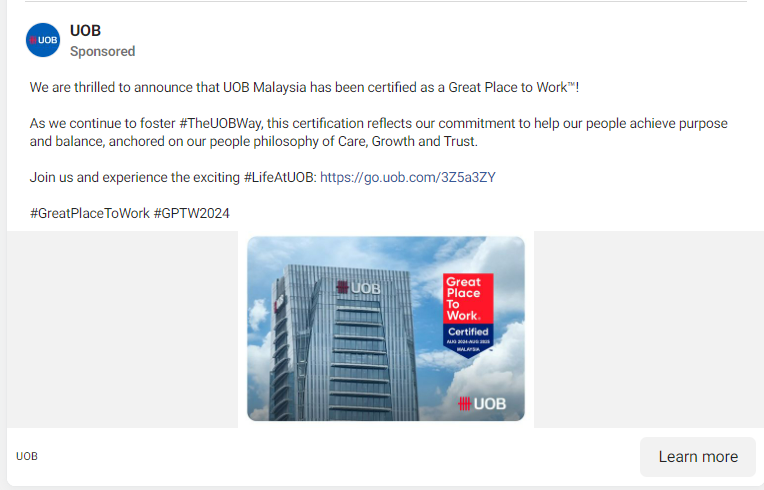 UOB
UOB
Sponsored
We are thrilled to announce that UOB Malaysia has been certified as a Great Place to Work™!
As we continue to foster #TheUOBWay, this certification reflects our commitment to help our people achieve purpose
and balance, anchored on our people philosophy of Care, Growth and Trust.
Join us and experience the exciting #LifeAtUOB: https://go.uob.com/3Z5a3ZY
#GreatPlaceToWork #GPTW2024
UOB
Great
Place
To
Work®
Certified
AUG 2024-AUG 2025
MALAYSIA
™
UOB
UOB
Learn more